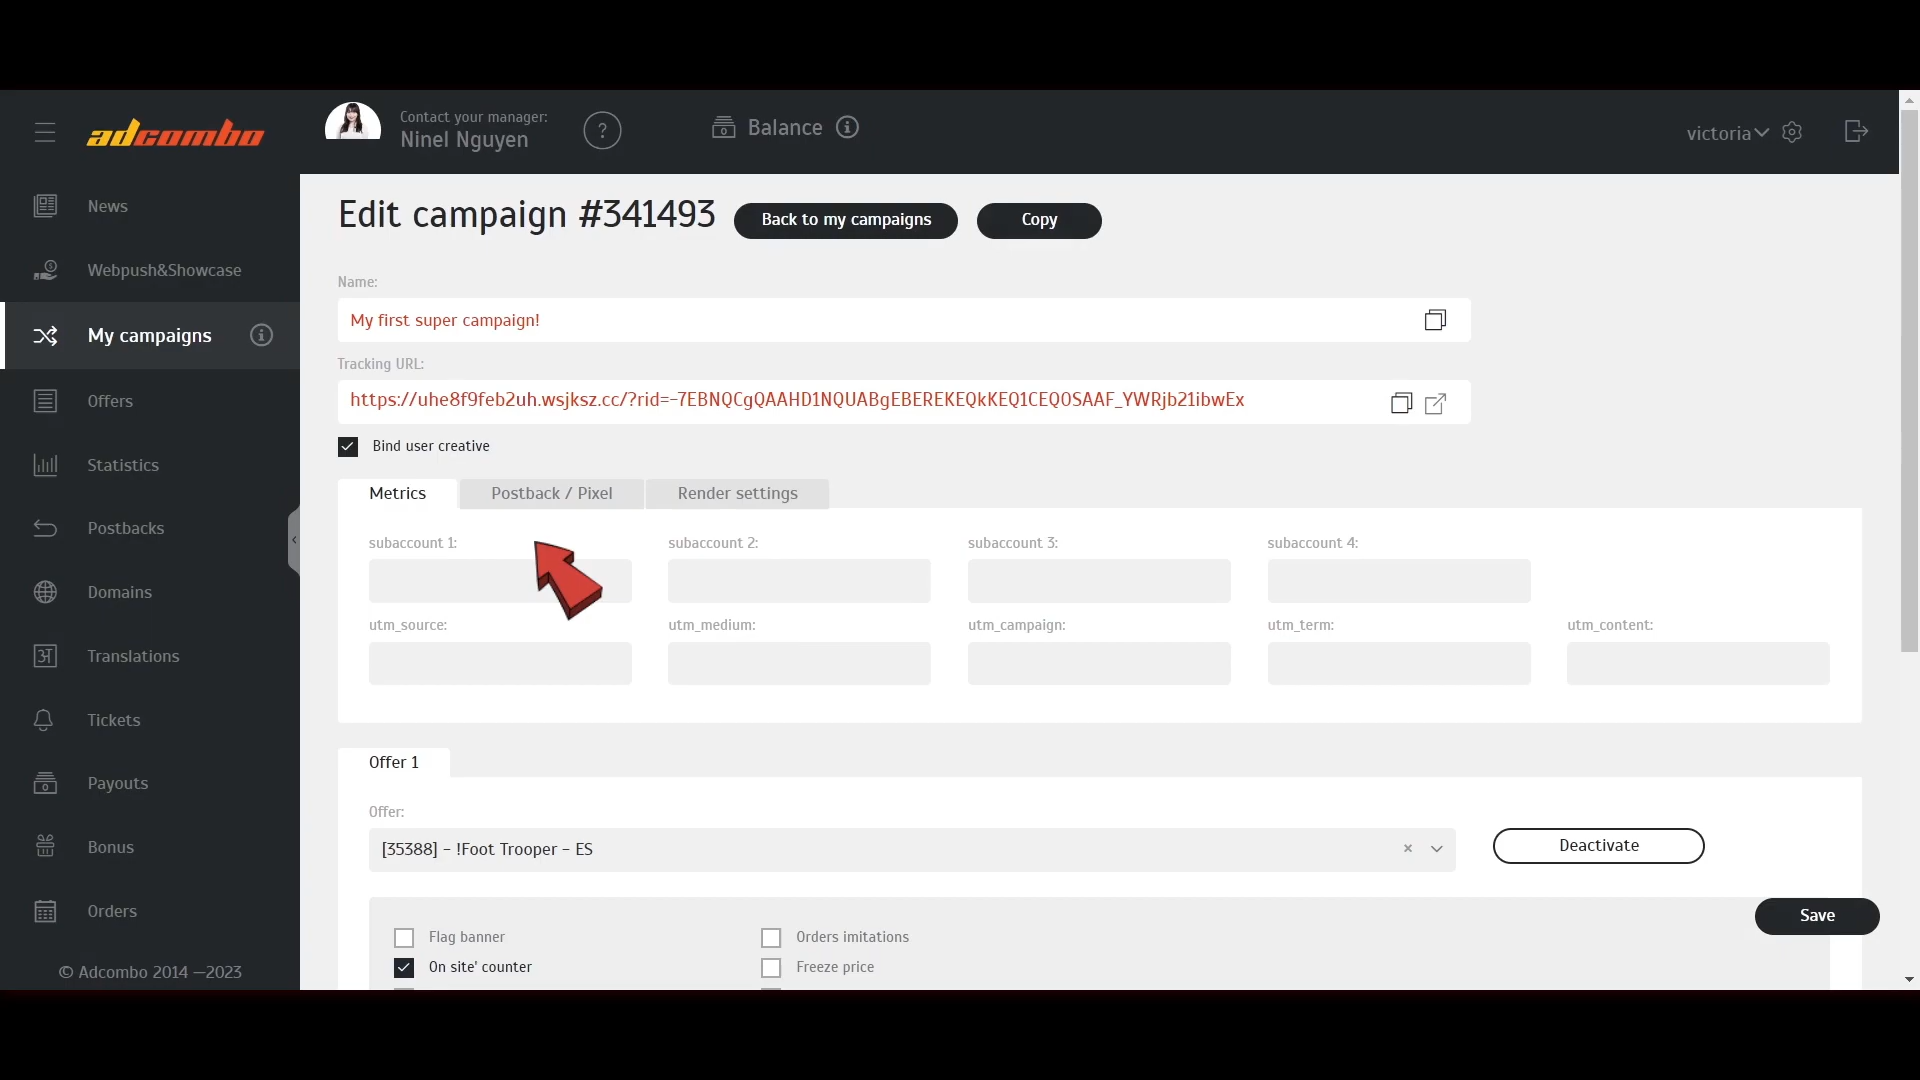 adcombo
Contact your manager:
Ninel Nguyen
?
Balance
victoria
News
Webpush&Showcase
My campaigns
Offers
Statistics
Postbacks
Domains
Translations
Tickets
Payouts
Bonus
Orders
© Adcombo 2014 —2023
Edit campaign #341493
Back to my campaigns
Copy
Name:
My first super campaign!
Tracking URL:
https://uhe8f9feb2uh.wsjksz.cc/?rid=-7EBNQCgQAAHD1NQUABgEBEREKEQkKEQ1CEQ0SAAF_YWRjb21ibwEx
Bind user creative
Metrics
Postback / Pixel
Render settings
subaccount 1:
subaccount 2:
subaccount 3:
subaccount 4:
utm_source:
utm_medium:
utm_campaign:
utm_term:
utm_content:
Offer 1
Offer:
[35388] - !Foot Trooper - ES
Deactivate
Save
Flag banner
Orders imitations
On site' counter
Freeze price